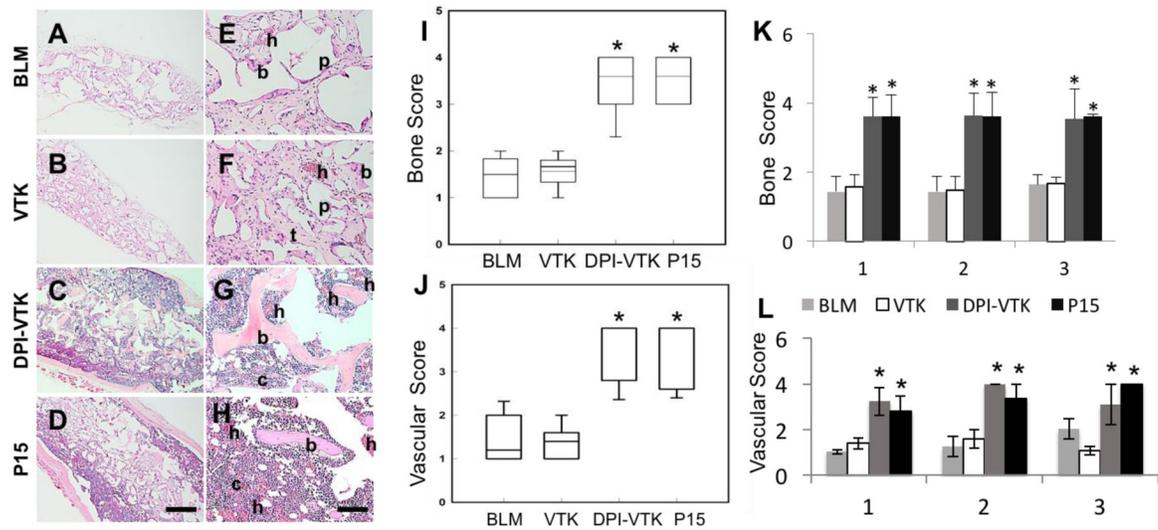 BLM
VTK
DPI-VTK
P15
A
E
h
b
p
B
F
h
b
p
t
C
G
h
h
b
c
D
H
h
b
h
c
h
I
Bone Score
5
4
3
2
1
0
* *
BLM VTK DPI-VTK P15
J
Vascular Score
5
4
3
2
1
0
* *
BLM VTK DPI-VTK P15
K
Bone Score
6
4
2
0
* * * * * *
1 2 3
BLM VTK DPI-VTK P15
L
Vascular Score
6
4
2
0
* * * * * *
1 2 3